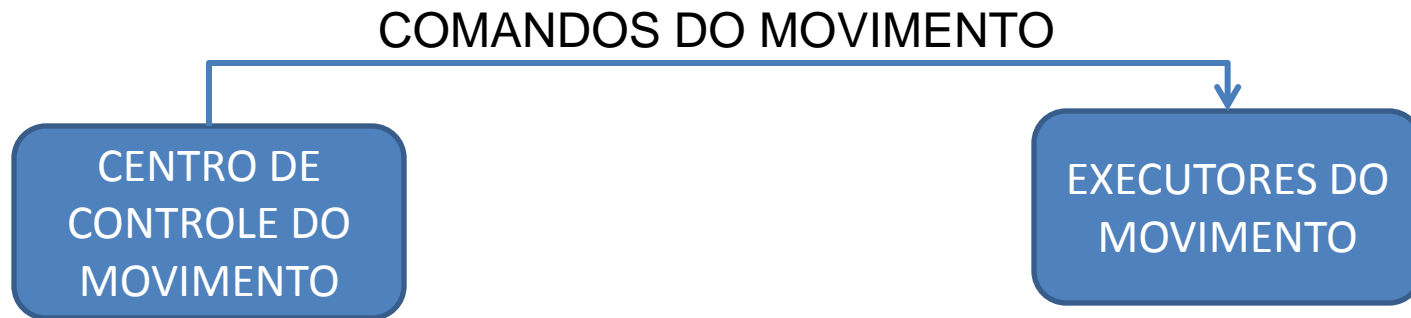 COMANDOS DO MOVIMENTO
CENTRO DE
CONTROLE DO
MOVIMENTO
EXECUTORES DO
MOVIMENTO